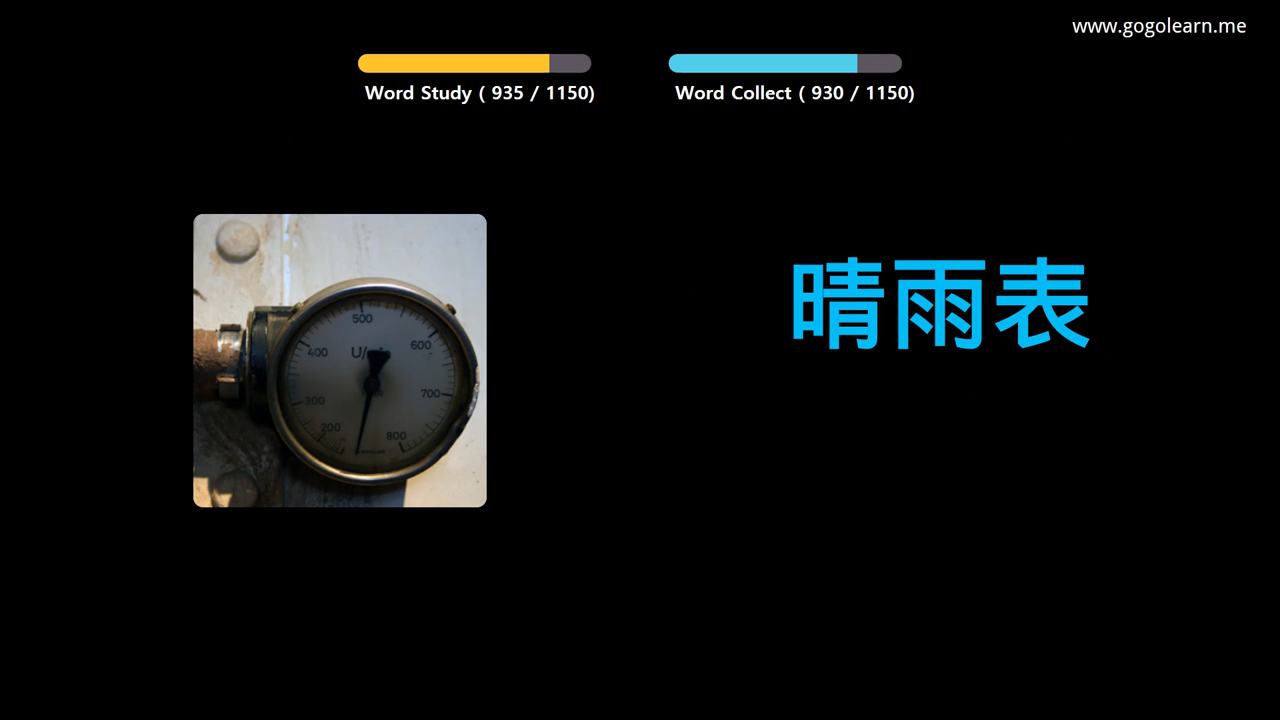 www.gogolearn.me
Word Study ( 935 / 1150)
Word Collect ( 930 / 1150)
晴雨表
500
400
600
300
700
200
800